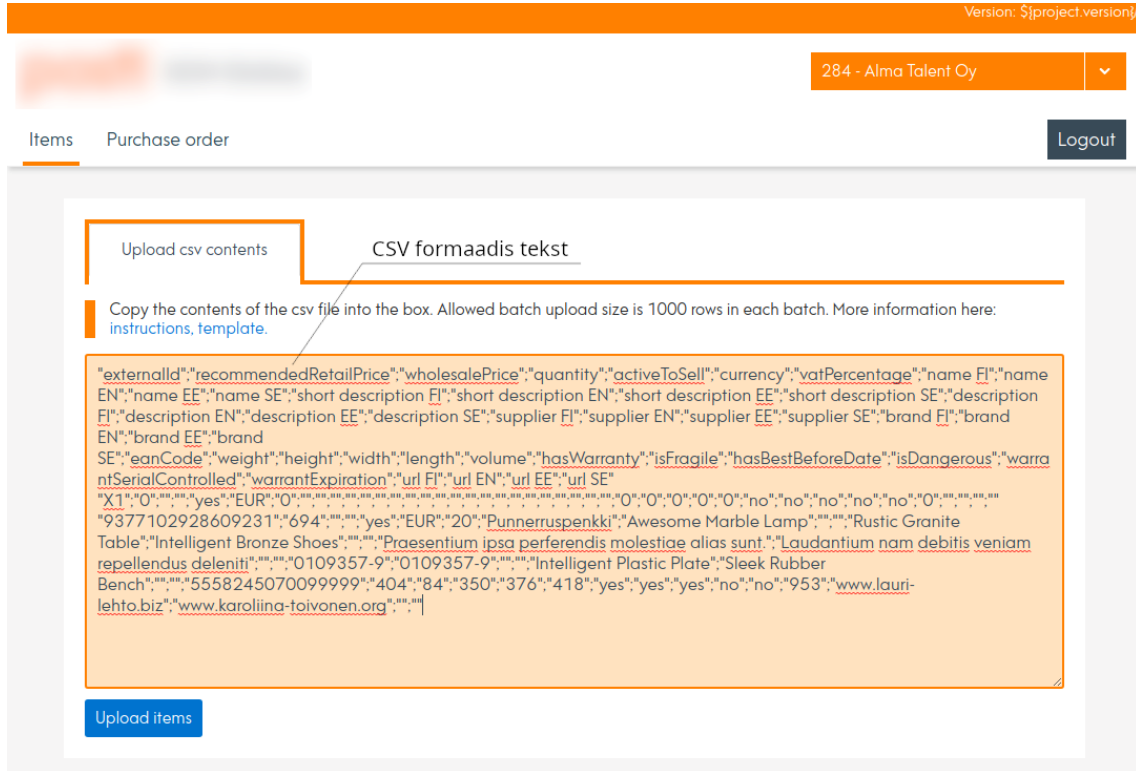 Version: ${project.version}
284 - Alma Talent Oy
Items
Purchase order
Logout
Upload csv contents
CSV formaadis tekst
Copy the contents of the csv file into the box. Allowed batch upload size is 1000 rows in each batch. More information here:
instructions, template.
"externalId";"recommendedRetailPrice";"wholesalePrice";"quantity";"activeToSell";"currency";"vatPercentage";"name FI";"name
EN";"name EE";"name SE";"short description FI";"short description EN";"short description EE";"short description SE";"description
FI";"description EN";"description EE";"description SE";"supplier FI";"supplier EN";"supplier EE";"supplier SE";"brand FI";"brand
EN";"brand EE";"brand
SE";"eanCode";"weight";"height";"width";"length";"volume";"hasWarranty";"isFragile";"hasBestBeforeDate";"isDangerous";"warra
ntSerialControlled";"warrantExpiration";"url FI";"url EN";"url EE";"url SE"
"X1";"0";"";"";"yes";"EUR";"0";"";"";"";"";"";"";"";"";"";"";"";"";"";"";"";"";"";"";"";"";"";"0";"0";"0";"0";"0";"no";"no";"no";"no";"no";"0";"";"";"";""
"9377102928609231";"694";"";"";"yes";"EUR";"20";"Punnerruspenkki";"Awesome Marble Lamp";"";"";"Rustic Granite
Table";"Intelligent Bronze Shoes";"";"";"Praesentium ipsa perferendis molestiae alias sunt.";"Laudantium nam debitis veniam
repellendus deleniti";"";"";"0109357-9";"0109357-9";"";"";"Intelligent Plastic Plate";"Sleek Rubber
Bench";"";"";"5558245070099999";"404";"84";"350";"376";"418";"yes";"yes";"yes";"no";"no";"953";"www.lauri-
lehto.biz";"www.karoliina-toivonen.org";"";""
Upload items